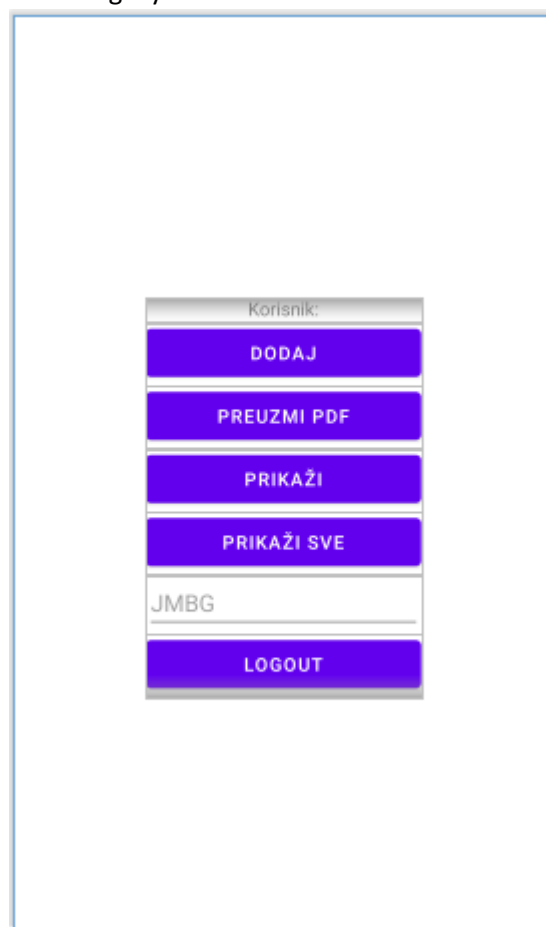 Korisnik:
DODAJ
PREUZMI PDF
PRIKAŽI
PRIKAŽI SVE
JMBG
LOGOUT